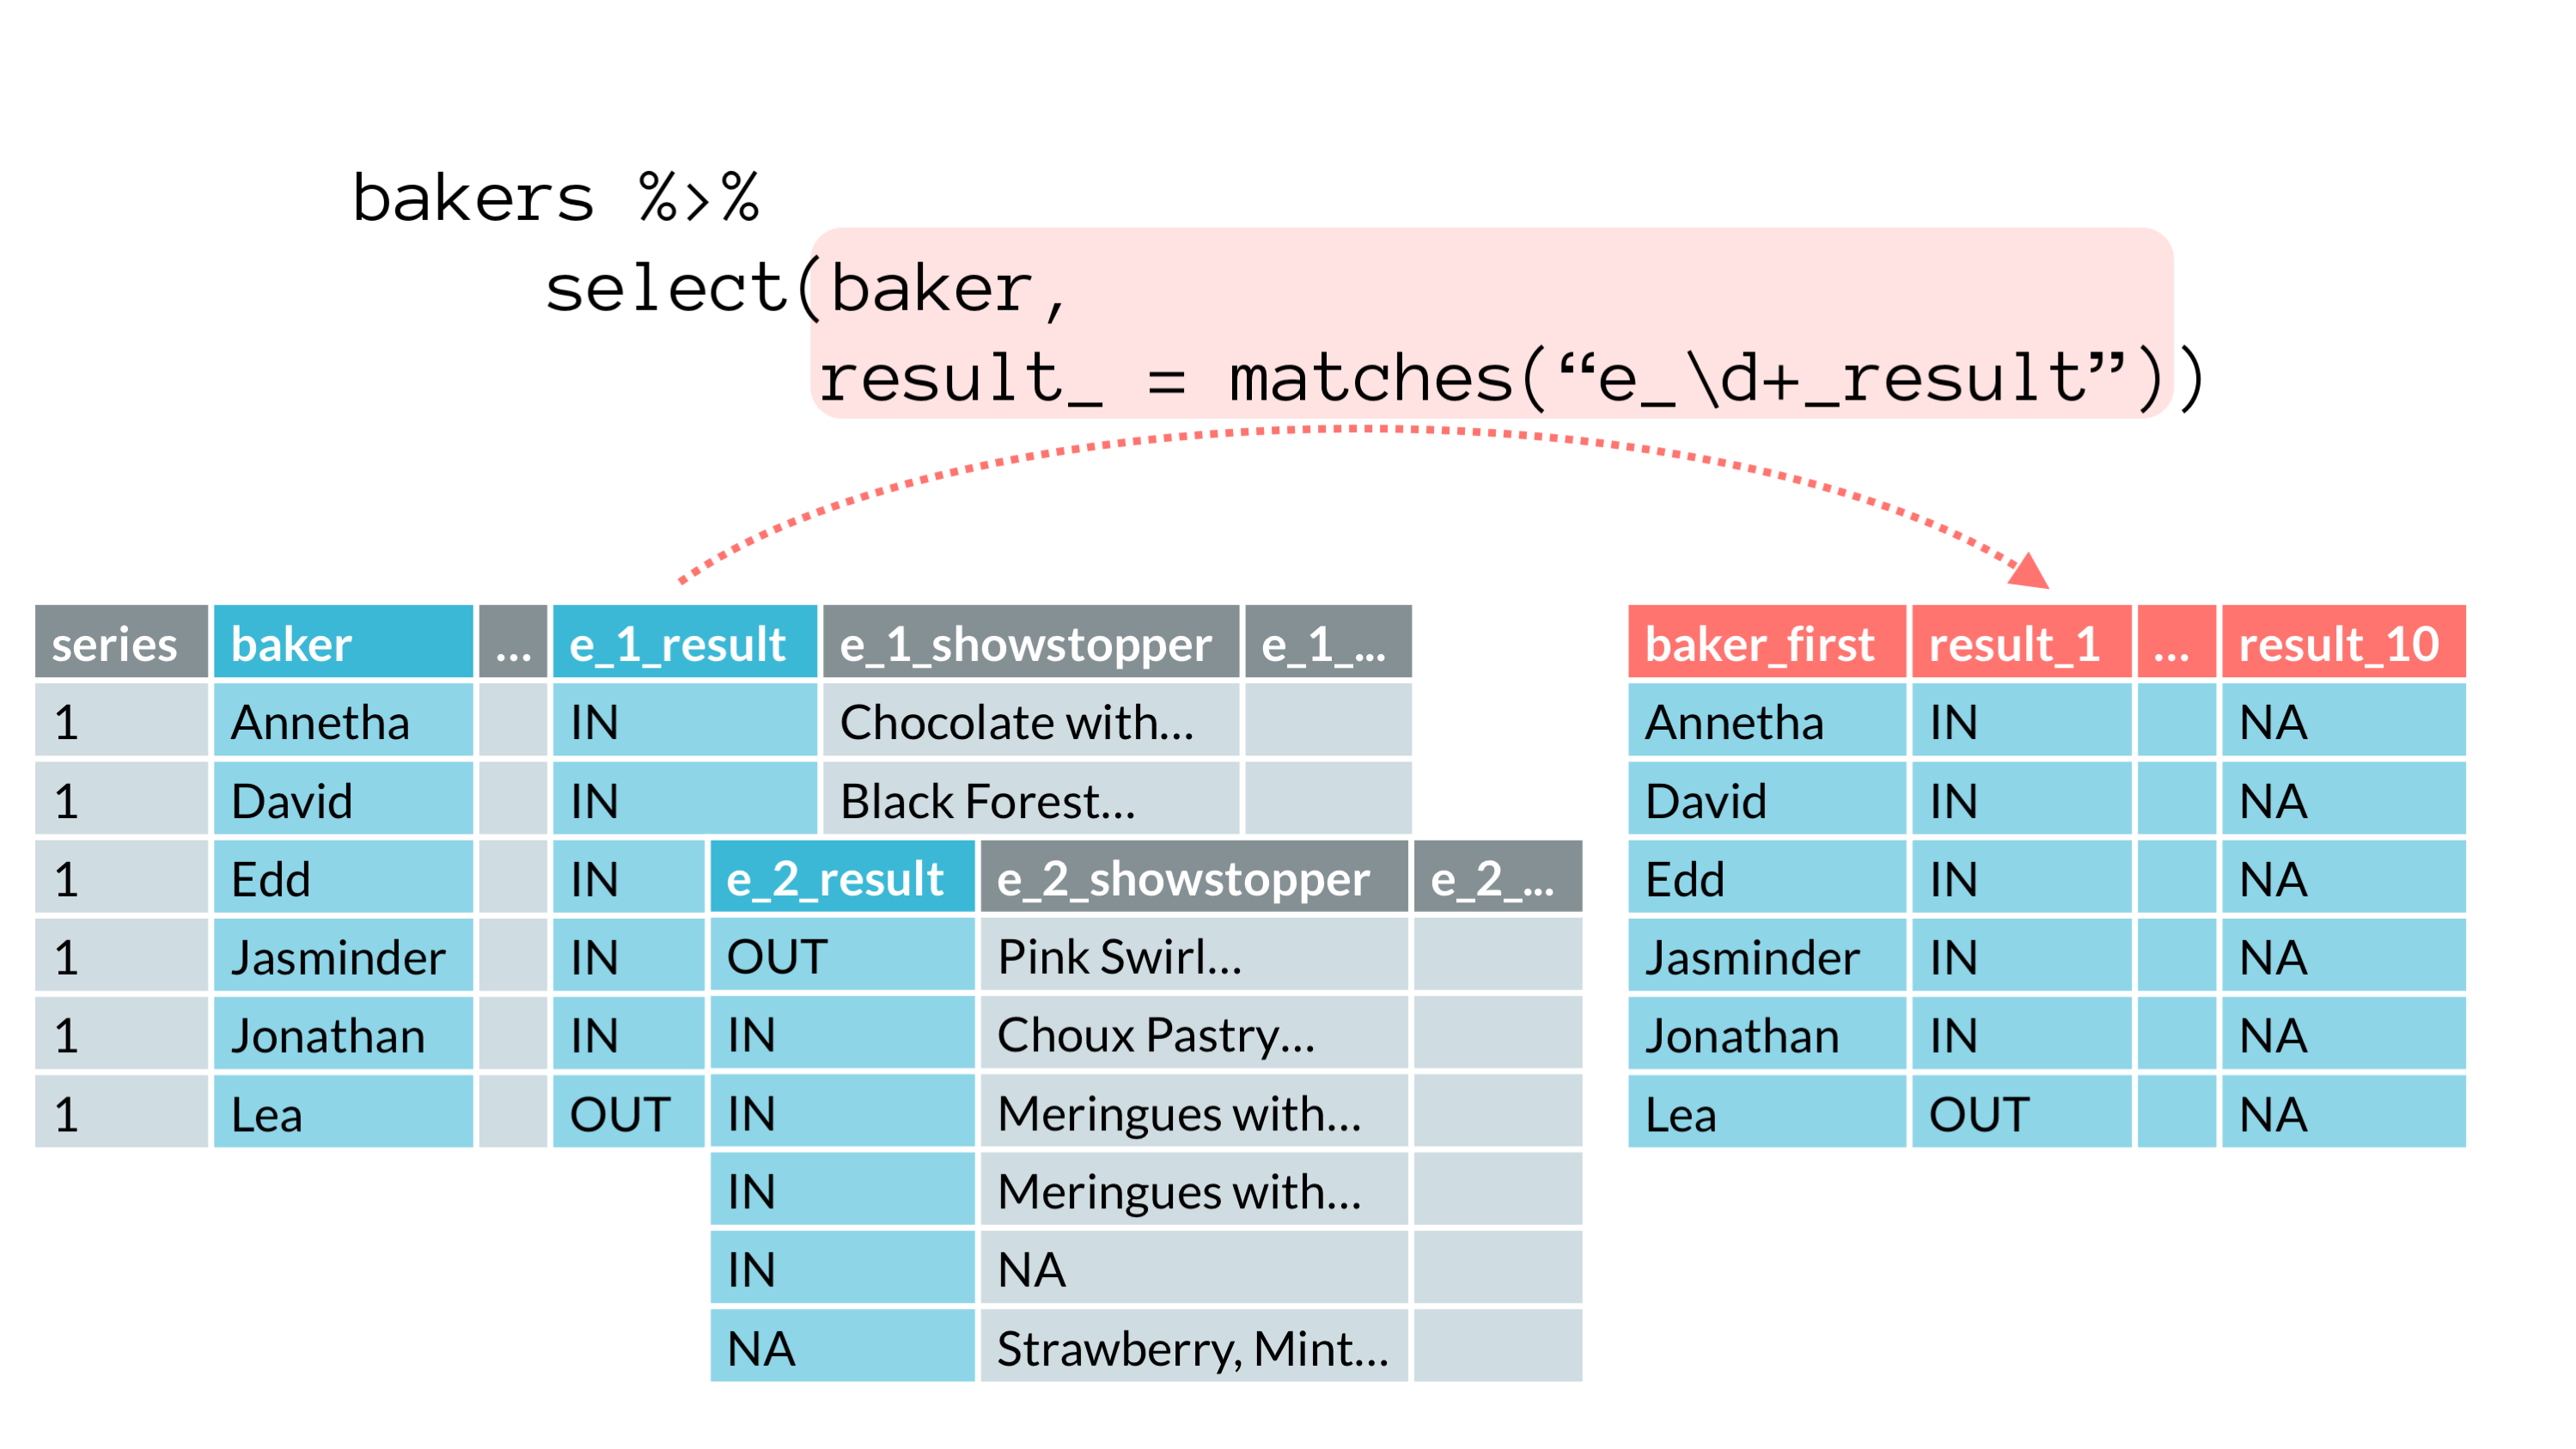 bakers %>%
select(baker,
result_ = matches(“e_\d+_result”))
series baker ... e_1_result e_1_showstopper e_1_...
1 Annetha IN Chocolate with...
1 David IN Black Forest...
1 Edd IN
1 Jasminder IN
1 Jonathan IN
1 Lea OUT
e_2_result e_2_showstopper e_2_...
OUT Pink Swirl...
IN Choux Pastry...
IN Meringues with...
IN Meringues with...
IN NA
NA Strawberry, Mint...
baker_first result_1 ... result_10
Annetha IN NA
David IN NA
Edd IN NA
Jasminder IN NA
Jonathan IN NA
Lea OUT NA